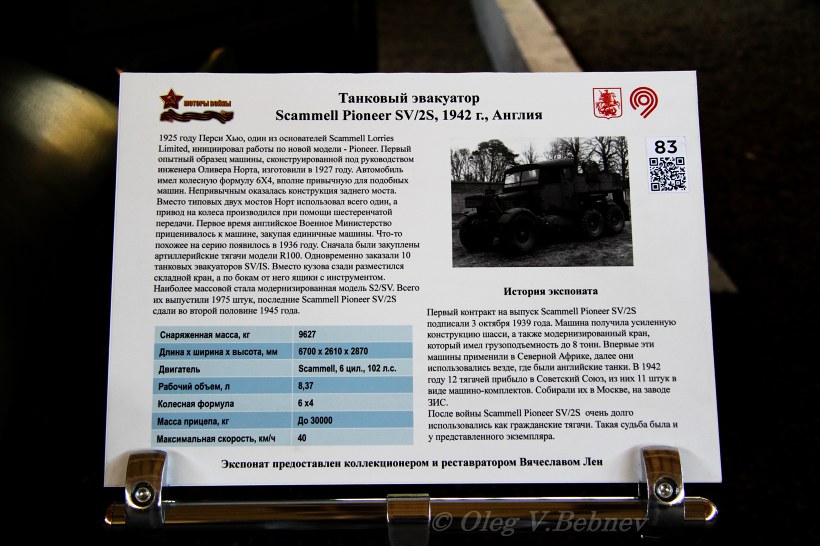 МОТОРЫ ВОЙНЫ
Танковый эвакуатор
Scammell Pioneer SV/2S, 1942 г., Англия
83
1925 году Перси Хью, один из основателей Scammell Lorries
Limited, инициировал работы по новой модели - Pioneer. Первый
опытный образец машины, сконструированной под руководством
инженера Оливера Норта, изготовили в 1927 году. Автомобиль
имел колесную формулу 6Х4, вполне привычную для подобных
машин. Непривычным оказалась конструкция заднего моста.
Вместо типовых двух мостов Норт использовал всего один, а
привод на колеса производился при помощи шестеренчатой
передачи. Первое время английское Военное Министерство
приценивалось к машине, закупая единичные машины. Что-то
похожее на серию появилось в 1936 году. Сначала были закуплены
артиллерийские тягачи модели R100. Одновременно заказали 10
танковых эвакуаторов SV/IS. Вместо кузова сзади разместился
складной кран, а по бокам от него ящики с инструментом.
Наиболее массовой стала модернизированная модель S2/SV. Всего
их выпустили 1975 штук, последние Scammell Pioneer SV/2S
сдали во второй половине 1945 года.
Снаряженная масса, кг 9627
Длина х ширина х высота, мм 6700 х 2610 х 2870
Двигатель Scammell, 6 цил., 102 л.с.
Рабочий объем, л 8,37
Колесная формула 6 х4
Масса прицепа, кг До 30000
Максимальная скорость, км/ч 40
История экспоната
Первый контракт на выпуск Scammell Pioneer SV/2S
подписали 3 октября 1939 года. Машина получила усиленную
конструкцию шасси, а также модернизированный кран,
который имел грузоподъемность до 8 тонн. Впервые эти
машины применили в Северной Африке, далее они
использовались везде, где были английские танки. В 1942
году 12 тягачей прибыло в Советский Союз, из них 11 штук в
виде машино-комплектов. Собирали их в Москве, на заводе
ЗИС.
После войны Scammell Pioneer SV/2S очень долго
использовались как гражданские тягачи. Такая судьба была и
у представленного экземпляра.
Экспонат предоставлен коллекционером и реставратором Вячеславом Лен
© Oleg V.Bebnev